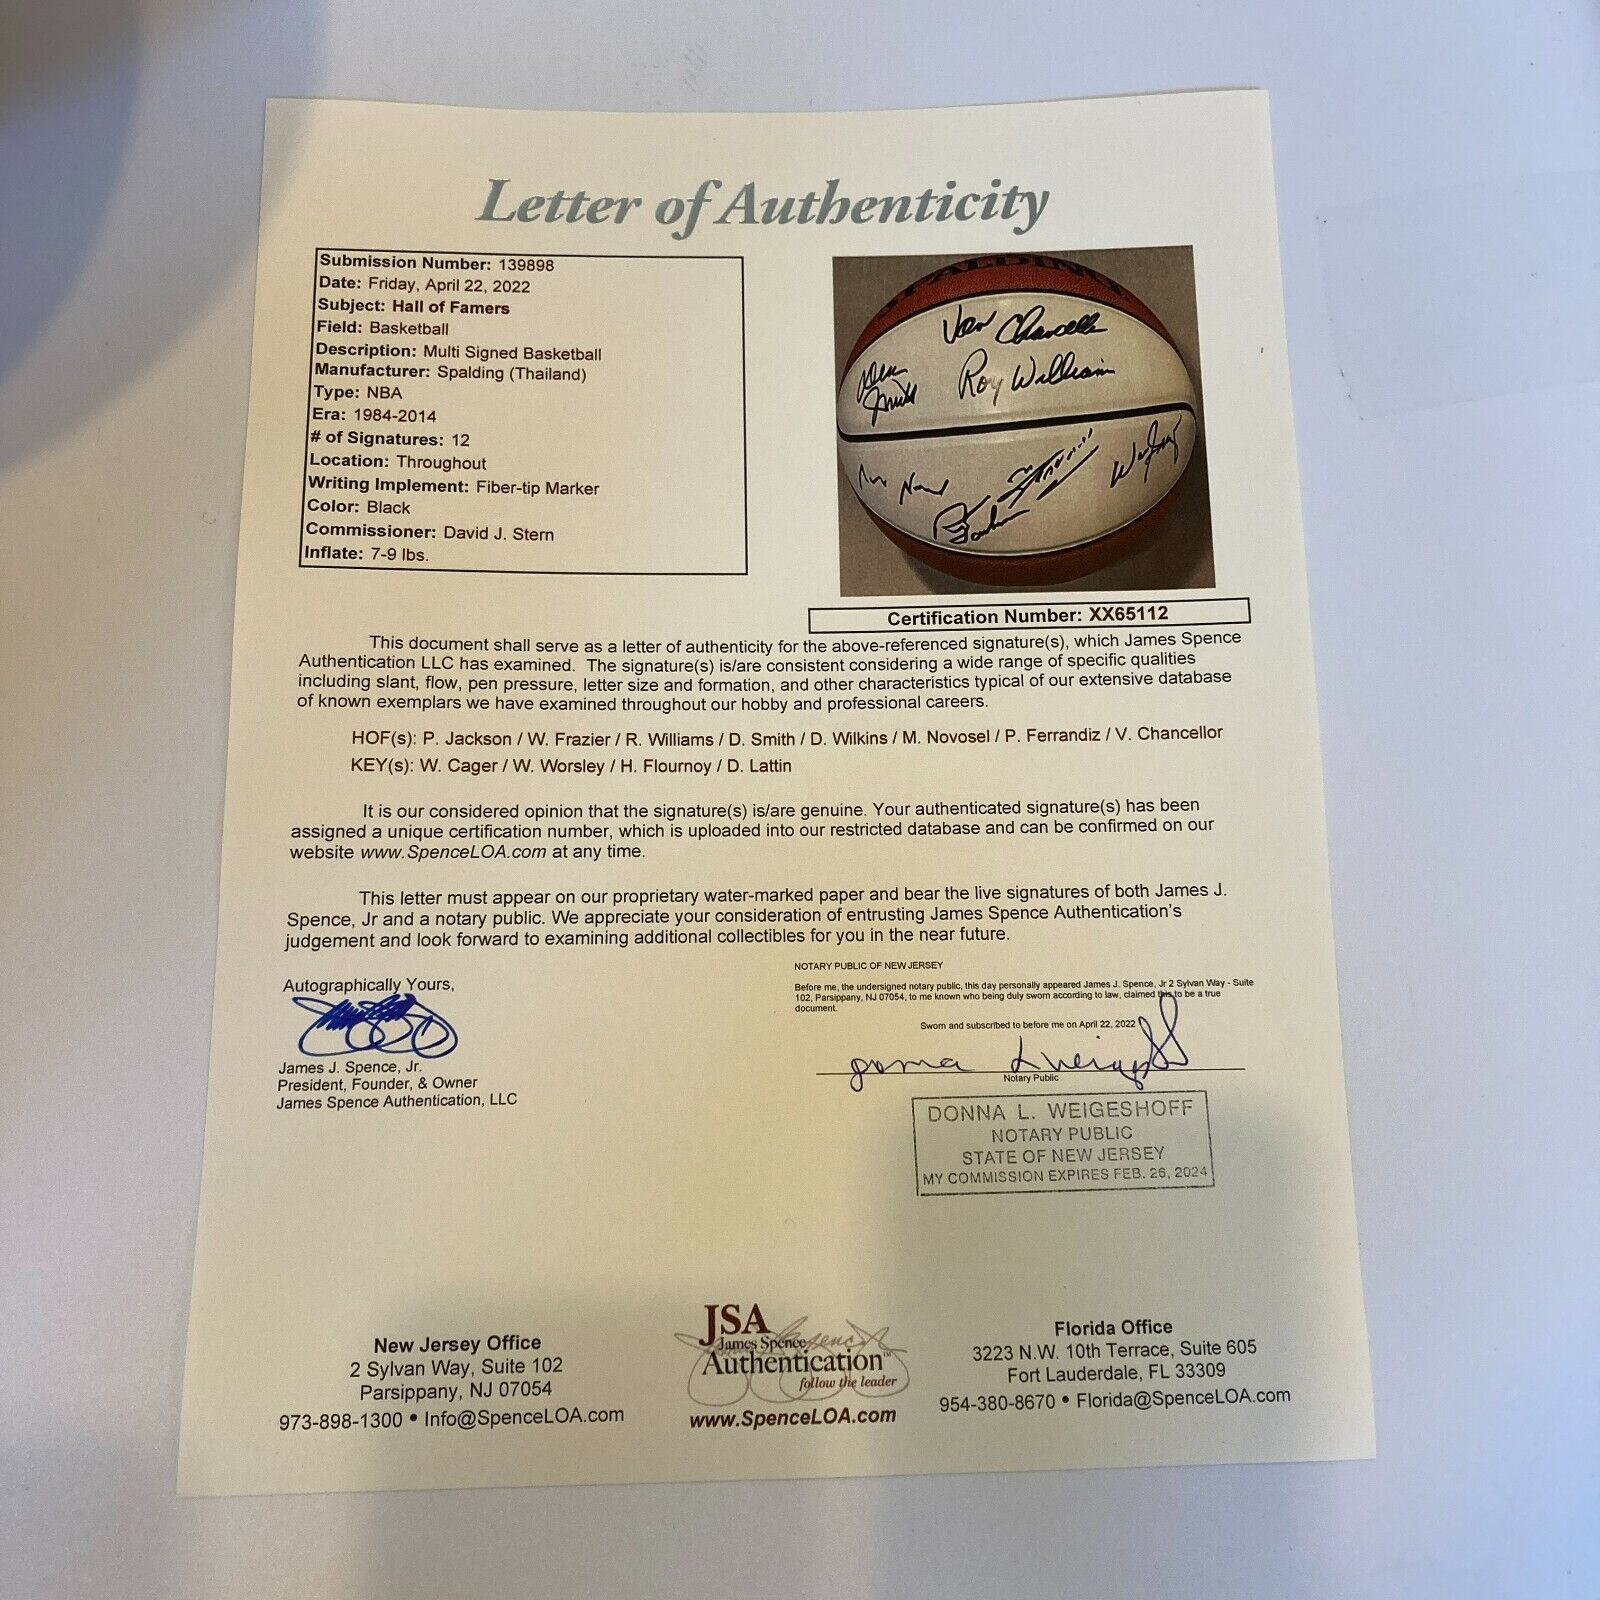 Letter of Authenticity
Submission Number: 139898
Date: Friday, April 22, 2022
Subject: Hall of Famers
Field: Basketball
Description: Multi Signed Basketball
Manufacturer: Spalding (Thailand)
Type: NBA
Era: 1984-2014
# of Signatures: 12
Location: Throughout
Writing Implement: Fiber-tip Marker
Color: Black
Commissioner: David J. Stern
Inflate: 7-9 lbs.
SPALDING
Van Chancellor
Roy Williams
Certification Number: XX65112
This document shall serve as a letter of authenticity for the above-referenced signature(s), which James Spence
Authentication LLC has examined. The signature(s) is/are consistent considering a wide range of specific qualities
including slant, flow, pen pressure, letter size and formation, and other characteristics typical of our extensive database
of known exemplars we have examined throughout our hobby and professional careers.
HOF(s): P. Jackson / W. Frazier / R. Williams / D. Smith / D. Wilkins / M. Novosel / P. Ferrandiz / V. Chancellor
KEY(s): W. Cager / W. Worsley / H. Flournoy / D. Lattin
It is our considered opinion that the signature(s) is/are genuine. Your authenticated signature(s) has been
assigned a unique certification number, which is uploaded into our restricted database and can be confirmed on our
website www.SpenceLOA.com at any time.
This letter must appear on our proprietary water-marked paper and bear the live signatures of both James J.
Spence, Jr and a notary public. We appreciate your consideration of entrusting James Spence Authentication's
judgement and look forward to examining additional collectibles for you in the near future.
Autographically Yours,
James J. Spence, Jr.
President, Founder, & Owner
James Spence Authentication, LLC
NOTARY PUBLIC OF NEW JERSEY
Before me, the undersigned notary public, this day personally appeared James J. Spence, Jr 2 Sylvan Way - Suite
102, Parsippany, NJ 07054, to me known who being duly sworn according to law, claimed this to be a true
document.
Sworn and subscribed to before me on April 22, 2022
Notary Public
DONNA L. WEIGESHOFF
NOTARY PUBLIC
STATE OF NEW JERSEY
MY COMMISSION EXPIRES FEB. 26, 2024
New Jersey Office
2 Sylvan Way, Suite 102
Parsippany, NJ 07054
973-898-1300 • Info@SpenceLOA.com
JSA
James Spence
Authentication™
follow the leader
www.SpenceLOA.com
Florida Office
3223 N.W. 10th Terrace, Suite 605
Fort Lauderdale, FL 33309
954-380-8670 • Florida@SpenceLOA.com